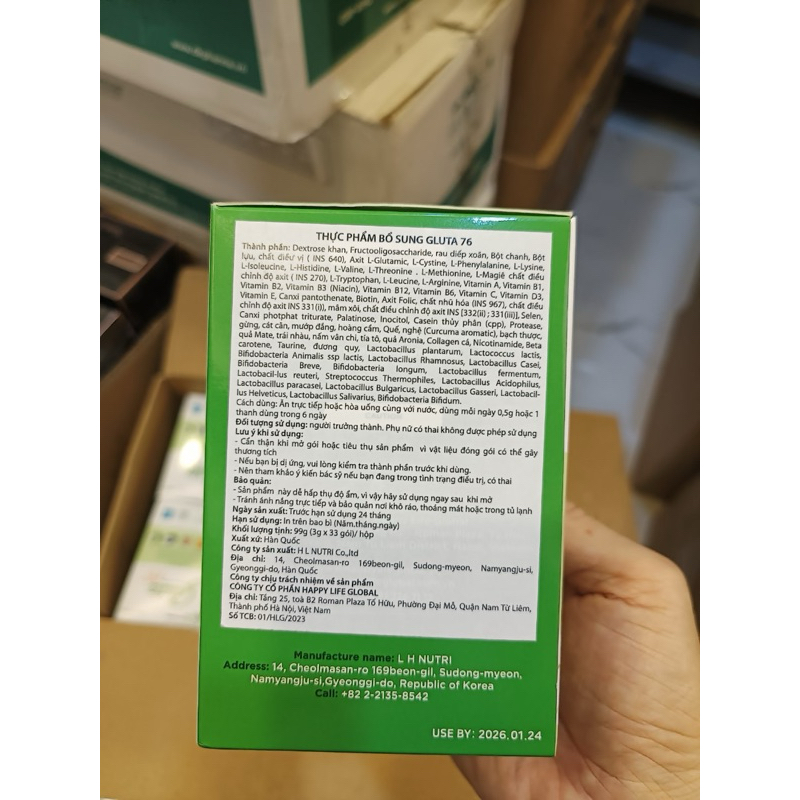 THỰC PHẨM BỔ SUNG GLUTA 76
Thành phần: Dextrose khan, Fructooligosaccharide, rau diếp xoăn, Bột chanh, Bột
lựu, chất điều vị ( INS 640), Axit L-Glutamic, L-Cystine, L-Phenylalanine, L-Lysine,
L-Isoleucine, L-Histidine, L-Valine, L-Threonine . L-Methionine, L-Magiê chất điều
chỉnh độ axit ( INS 270), L-Tryptophan, L-Leucine, L-Arginine, Vitamin A, Vitamin B1,
Vitamin B2, Vitamin B3 (Niacin), Vitamin B12, Vitamin B6, Vitamin C, Vitamin D3,
Vitamin E, Canxi pantothenate, Biotin, Axit Folic, chất nhũ hóa (INS 967), chất điều
chỉnh độ axit INS 331(i)), mâm xôi, chất điều chỉnh độ axit INS [332(ii) ; 331(iii)], Selen,
Canxi photphat triturate, Palatinose, Inocitol, Casein thủy phân (cpp), Protease,
gừng, cát cân, mướp đắng, hoàng cầm, Quế, nghệ (Curcuma aromatic), bạch thược,
quả Mate, trái nhàu, nấm vân chi, tía tô, quả Aronia, Collagen cá, Nicotinamide, Beta
carotene, Taurine, đương quy, Lactobacillus plantarum, Lactococcus lactis,
Bifidobacteria Animalis ssp lactis, Lactobacillus Rhamnosus, Lactobacillus Casei,
Bifidobacteria Breve, Bifidobacteria longum, Lactobacillus fermentum,
Lactobacil-lus reuteri, Streptococcus Thermophiles, Lactobacillus Acidophilus,
Lactobacillus paracasei, Lactobacillus Bulgaricus, Lactobacillus Gasseri, Lactobacil-
lus Helveticus, Lactobacillus Salivarius, Bifidobacteria Bifidum.
Cách dùng: Ăn trực tiếp hoặc hòa uống cùng với nước, dùng mỗi ngày 0,5g hoặc 1
thanh dùng trong 6 ngày
Đối tượng sử dụng: người trưởng thành. Phụ nữ có thai không được phép sử dụng
Lưu ý khi sử dụng:
- Cẩn thận khi mở gói hoặc tiêu thụ sản phẩm vì vật liệu đóng gói có thể gây
thương tích
- Nếu bạn bị dị ứng, vui lòng kiểm tra thành phần trước khi dùng.
- Nên tham khảo ý kiến bác sỹ nếu bạn đang trong tình trạng điều trị, có thai
Bảo quản:
- Sản phẩm này dễ hấp thụ độ ẩm, vì vậy hãy sử dụng ngay sau khi mở
- Tránh ánh nắng trực tiếp và bảo quản nơi khô ráo, thoáng mát hoặc trong tủ lạnh
Ngày sản xuất: Trước hạn sử dụng 24 tháng
Hạn sử dụng: In trên bao bì (Năm.tháng.ngày)
Khối lượng tịnh: 99g (3g x 33 gói)/ hộp
Xuất xứ: Hàn Quốc
Công ty sản xuất: H L NUTRI Co.,ltd
Địa chỉ: 14, Cheolmasan-ro 169beon-gil, Sudong-myeon, Namyangju-si,
Gyeonggi-do, Hàn Quốc
Công ty chịu trách nhiệm về sản phẩm
CÔNG TY CỔ PHẦN HAPPY LIFE GLOBAL
Địa chỉ: Tầng 25, toà B2 Roman Plaza Tố Hữu, Phường Đại Mỗ, Quận Nam Từ Liêm,
Thành phố Hà Nội, Việt Nam
Số TCB: 01/HLG/2023
Manufacture name: L H NUTRI
Address: 14, Cheolmasan-ro 169beon-gil, Sudong-myeon,
Namyangju-si,Gyeonggi-do, Republic of Korea
Call: +82 2-2135-8542
USE BY: 2026.01.24